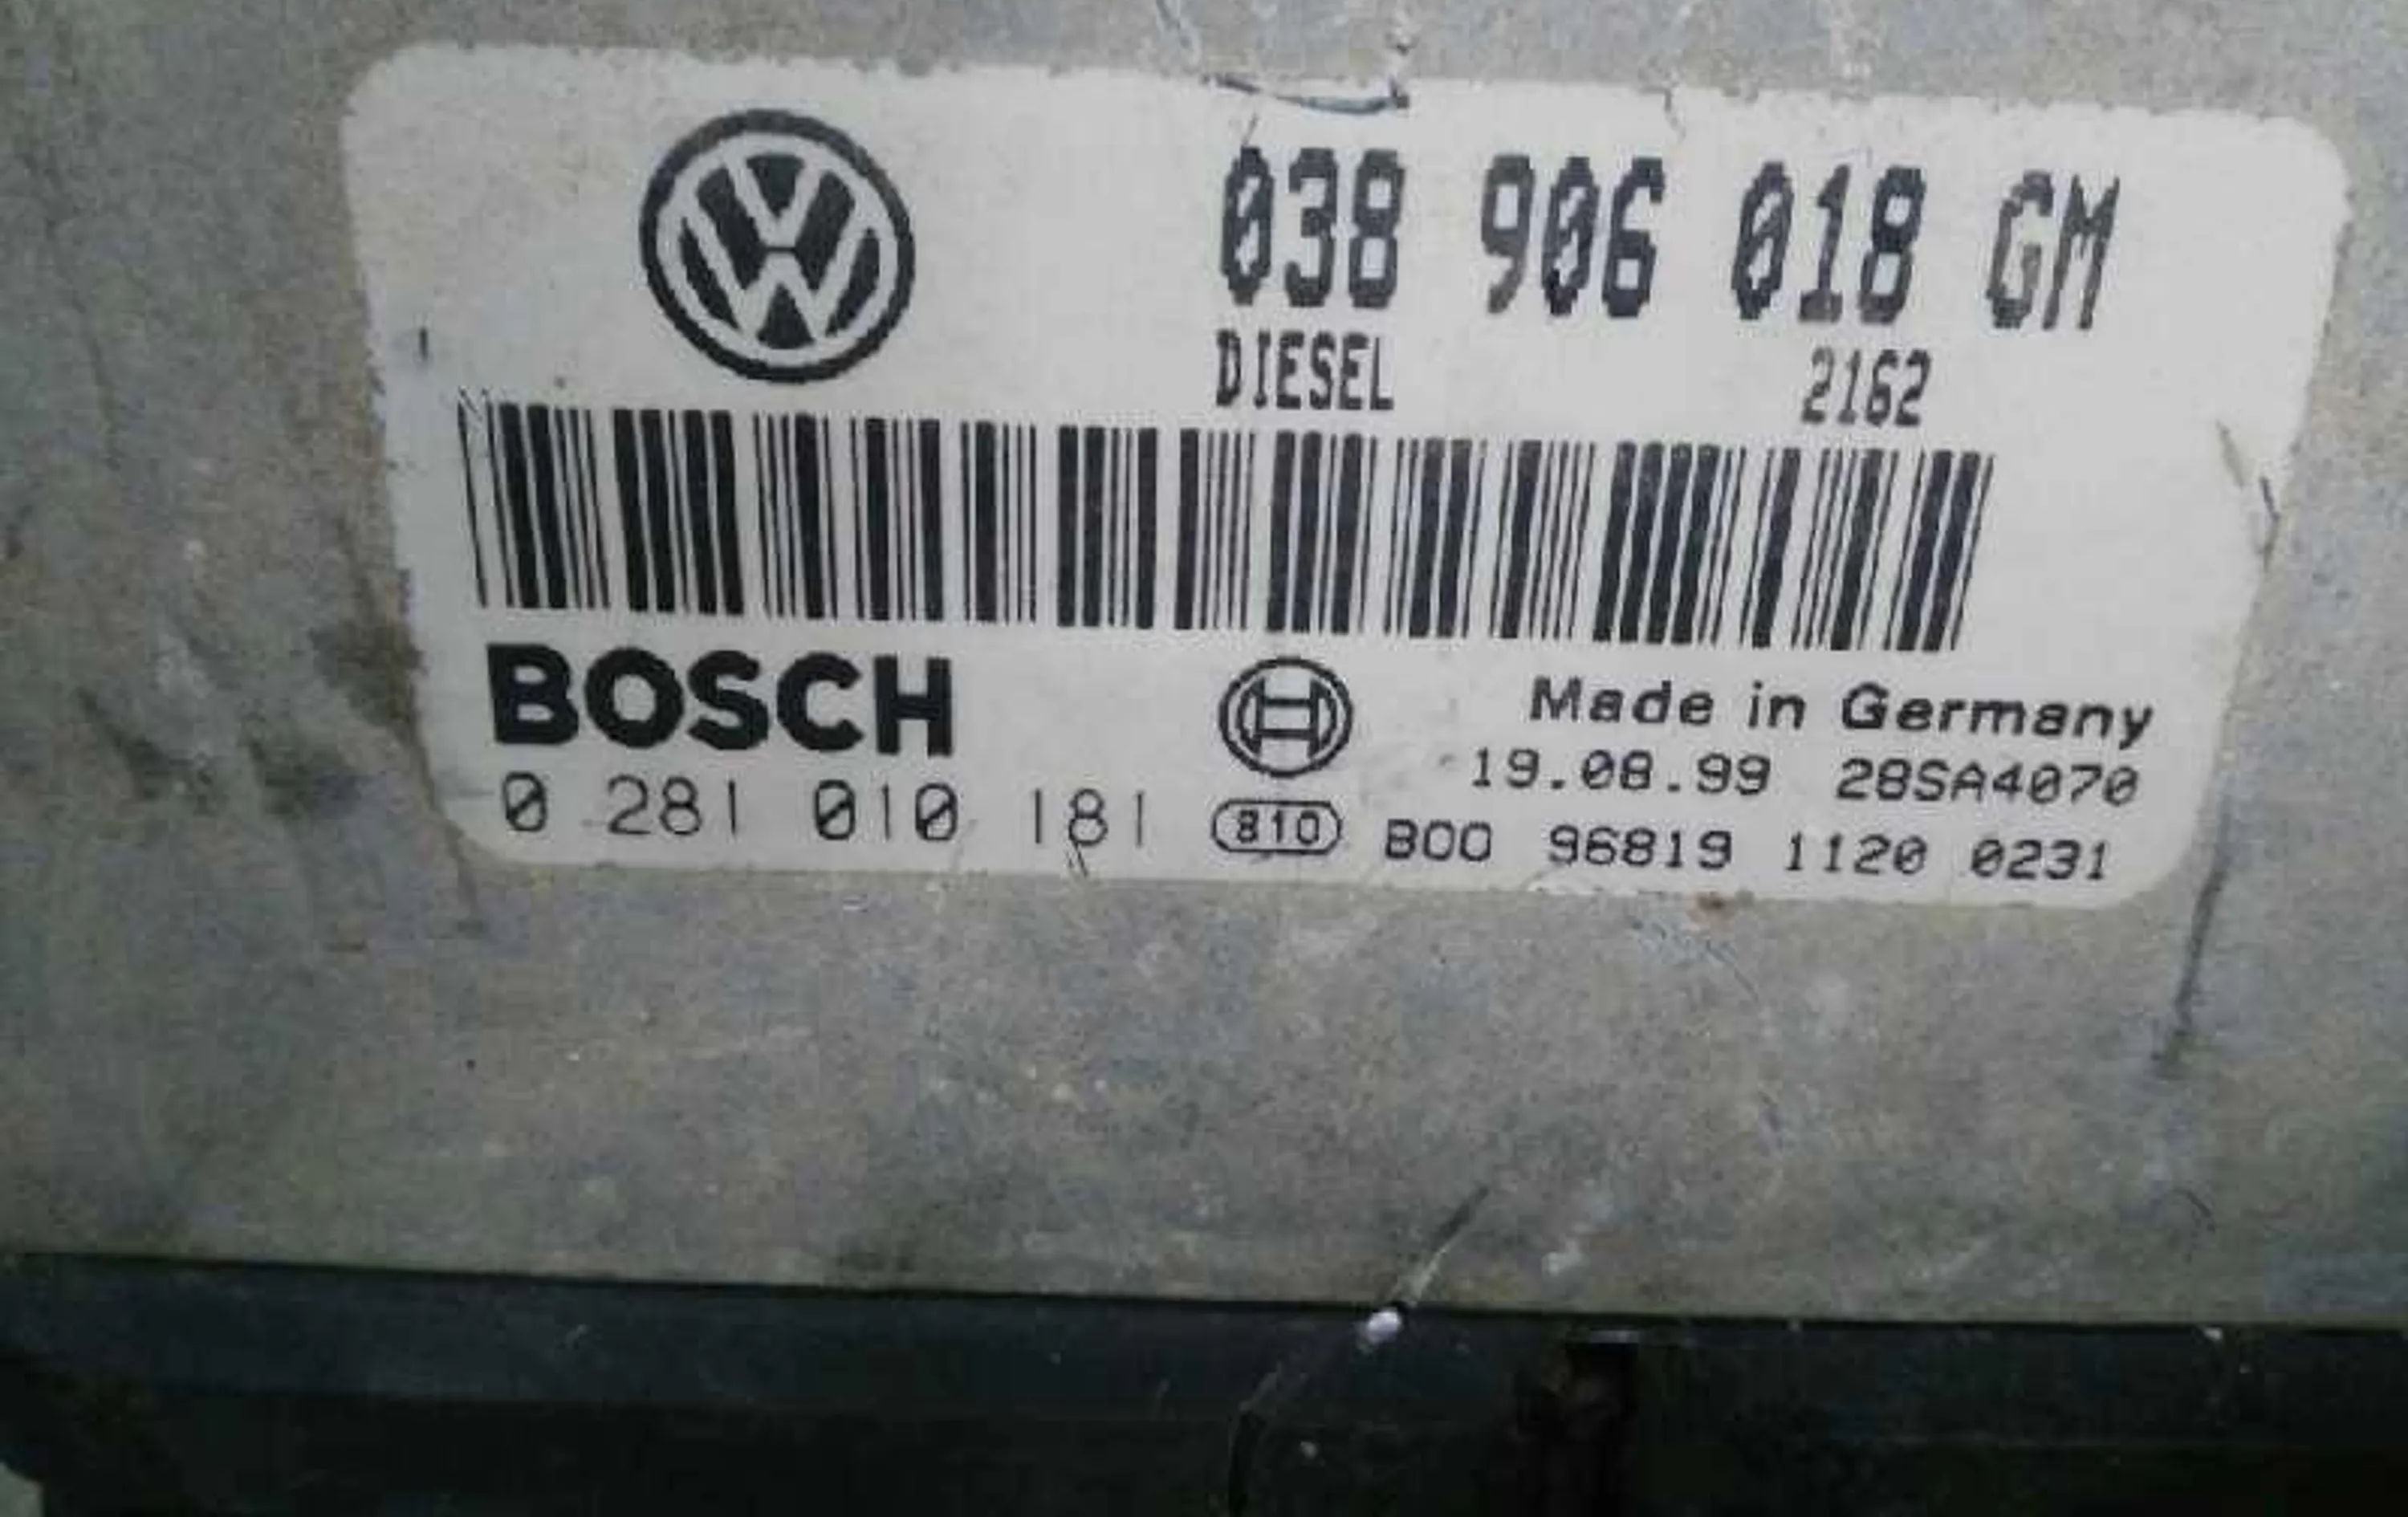 038 906 018 GM
DIESEL 2162
BOSCH
Made in Germany
19.08.99 28SA4070
0 281 010 181
810 B00 96819 1120 0231